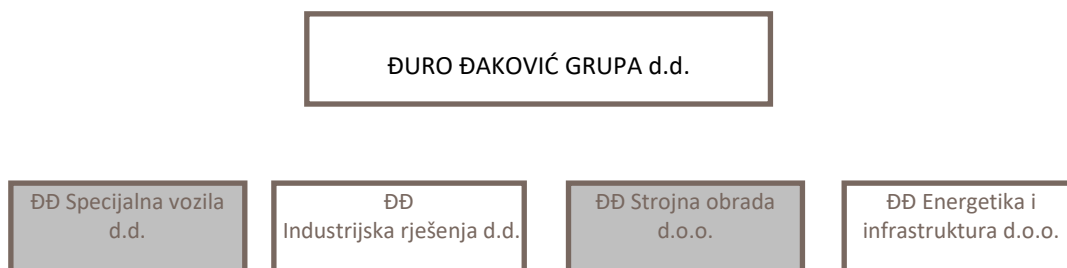 ĐURO ĐAKOVIĆ GRUPA d.d.
ĐĐ Specijalna vozila
d.d.
ĐĐ
Industrijska rješenja d.d.
ĐĐ Strojna obrada
d.o.o.
ĐĐ Energetika i
infrastruktura d.o.o.